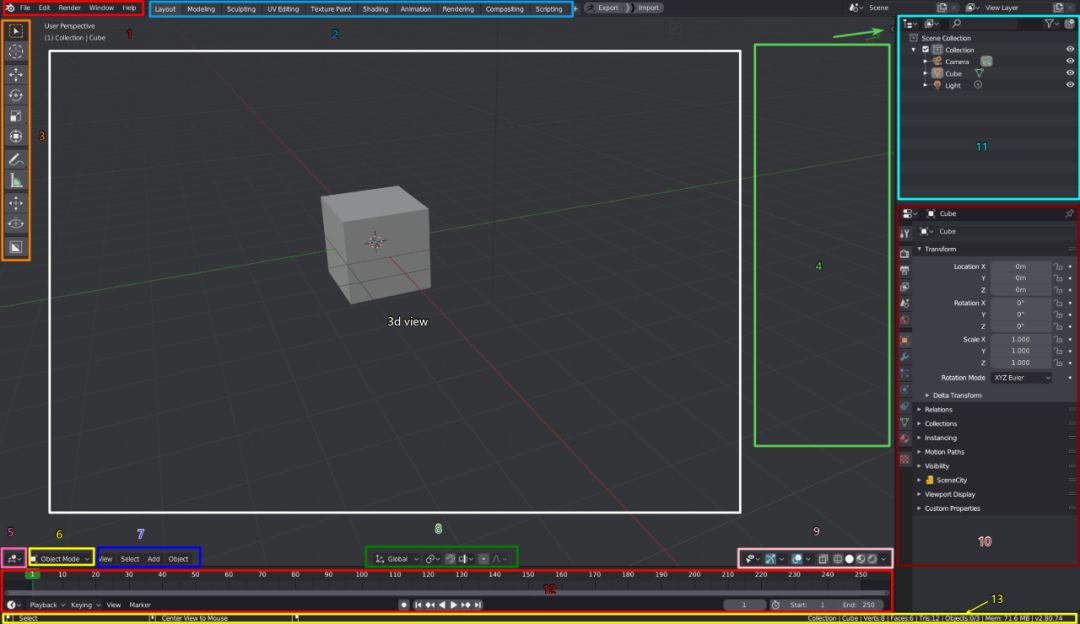 File Edit Render Window Help
Layout Modeling Sculpting UV Editing Texture Paint Shading Animation Rendering Compositing Scripting +
Export Import
Scene
View Layer
1
2
User Perspective
(1) Collection | Cube
3
3d view
4
Scene Collection
Collection
Camera
Cube
Light
11
Cube
Cube
Transform
Location X 0m
Y 0m
Z 0m
Rotation X 0°
Y 0°
Z 0°
Scale X 1.000
Y 1.000
Z 1.000
Rotation Mode XYZ Euler
Delta Transform
Relations
Collections
Instancing
Motion Paths
Visibility
SceneCity
Viewport Display
Custom Properties
10
5
6
7
8
9
Object Mode View Select Add Object
Global
1 10 20 30 40 50 60 70 80 90 100 110 120 130 140 150 160 170 180 190 200 210 220 230 240 250
12
Playback Keying View Marker
1 Start: 1 End: 250
13
Select
Center View to Mouse
Collection | Cube | Verts:8 | Faces:6 | Tris:12 | Objects:0/3 | Mem: 71.6 MB | v2.80.74